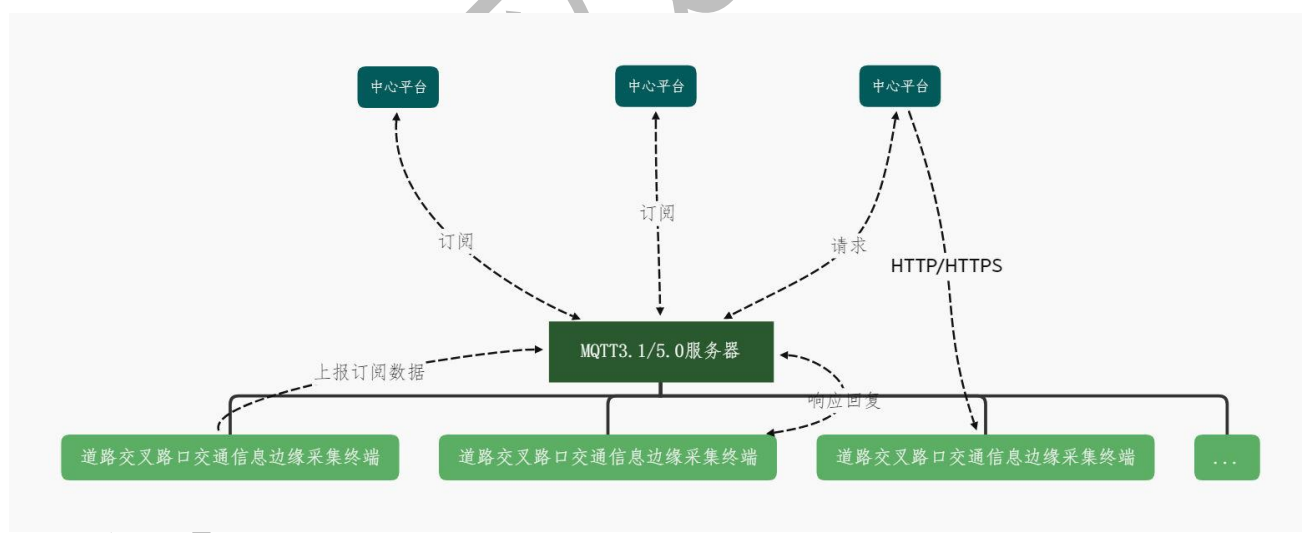 中心平台
中心平台
中心平台
订阅
订阅
请求
HTTP/HTTPS
MQTT3.1/5.0服务器
上报订阅数据
响应回复
道路交叉路口交通信息边缘采集终端
道路交叉路口交通信息边缘采集终端
道路交叉路口交通信息边缘采集终端
...